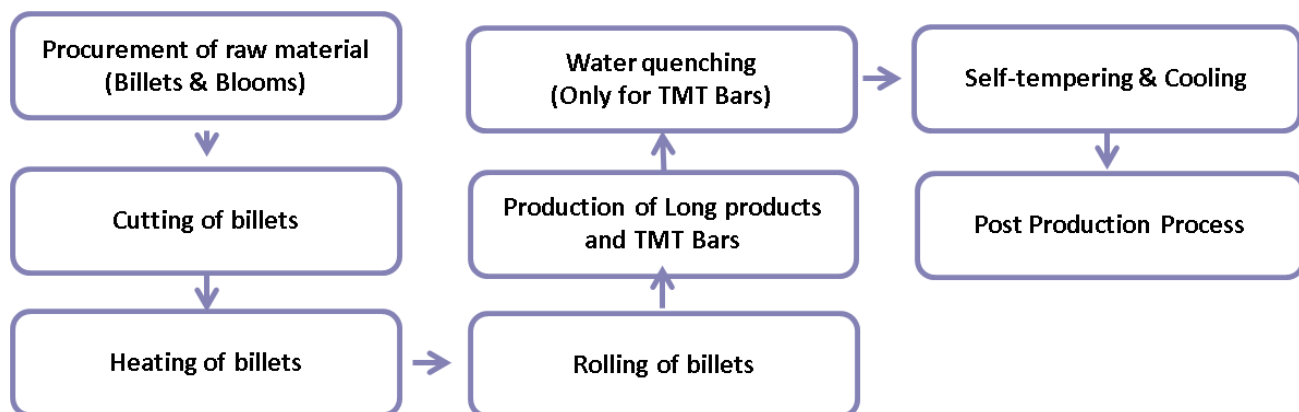 Procurement of raw material
(Billets & Blooms)
Cutting of billets
Heating of billets
Rolling of billets
Production of Long products
and TMT Bars
Water quenching
(Only for TMT Bars)
Self-tempering & Cooling
Post Production Process